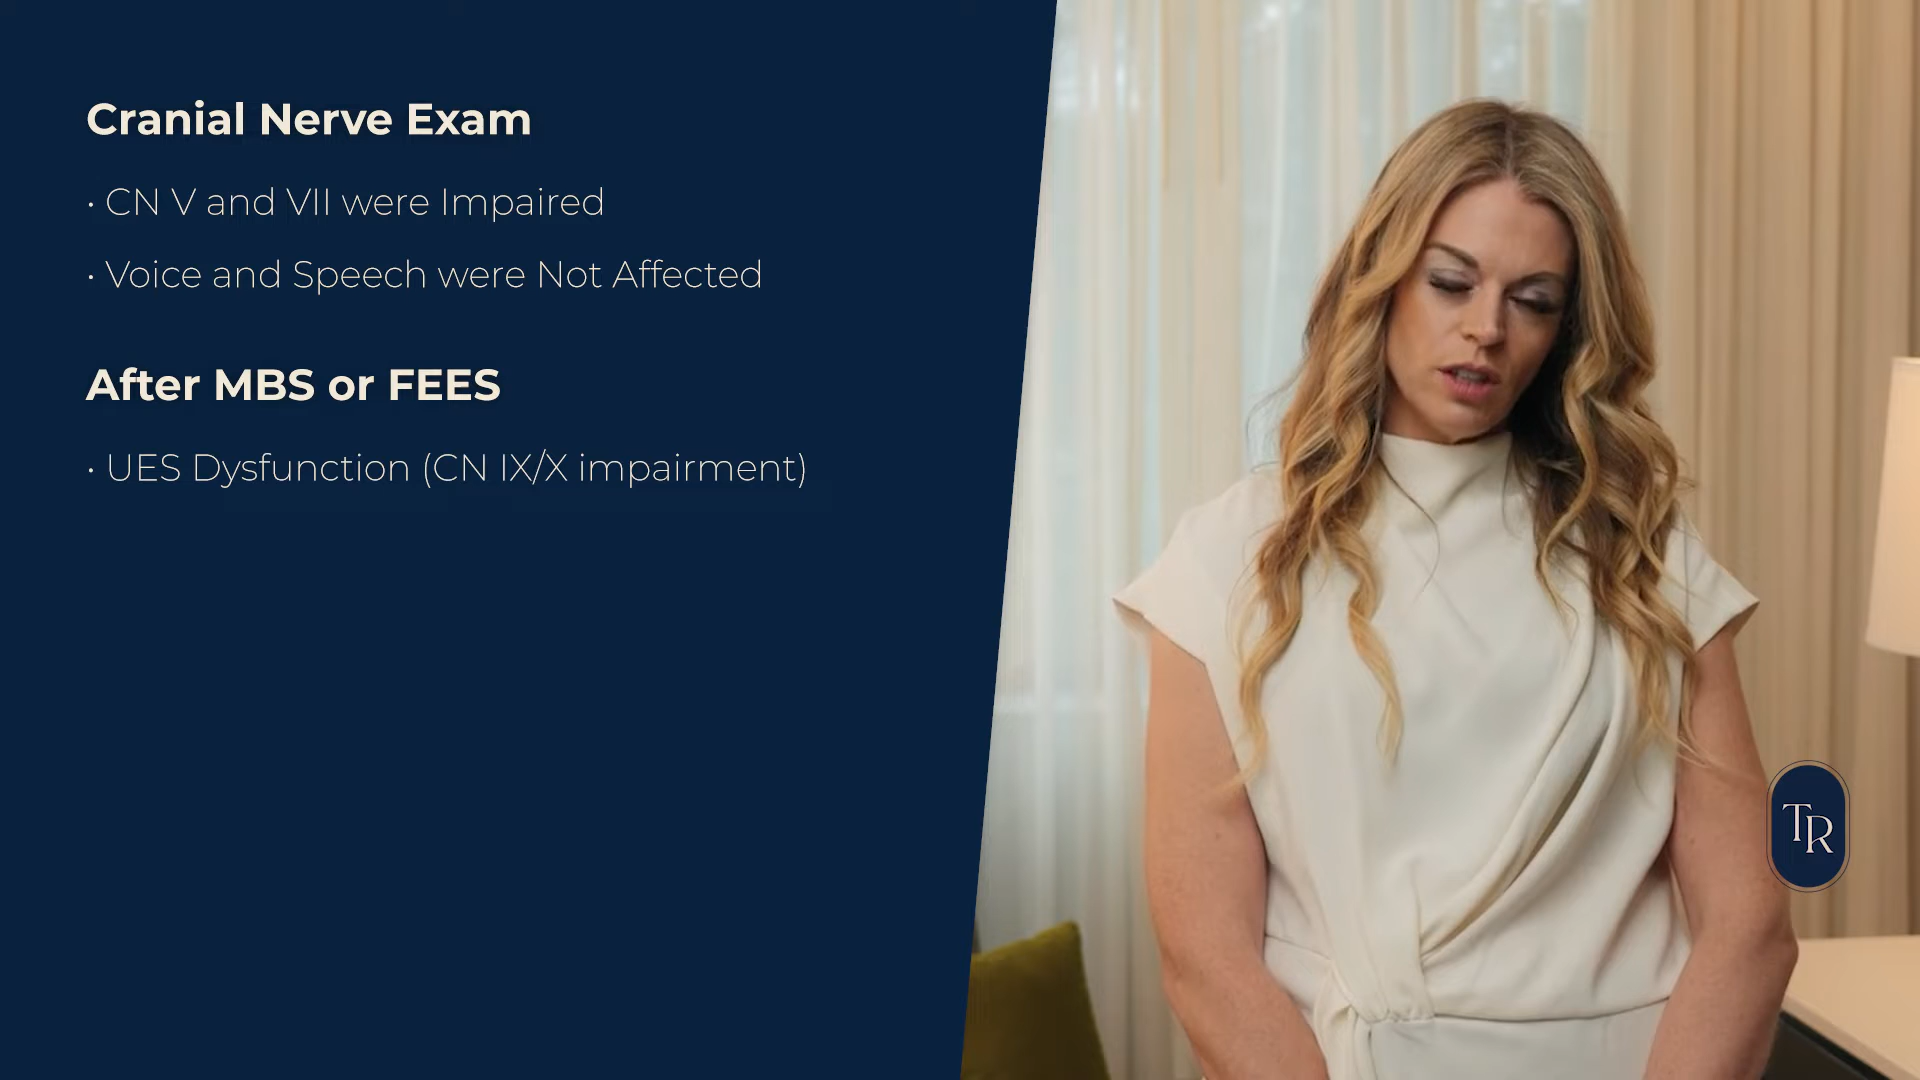 Cranial Nerve Exam
• CN V and VII were Impaired
• Voice and Speech were Not Affected
After MBS or FEES
• UES Dysfunction (CN IX/X impairment)
TR